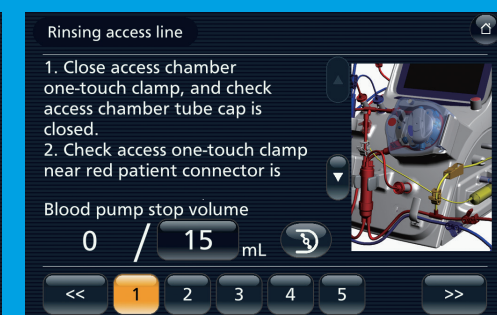 Rinsing access line
1. Close access chamber
one-touch clamp, and check
access chamber tube cap is
closed.
2. Check access one-touch clamp
near red patient connector is
Blood pump stop volume
0 / 15 mL
<< 1 2 3 4 5 >>